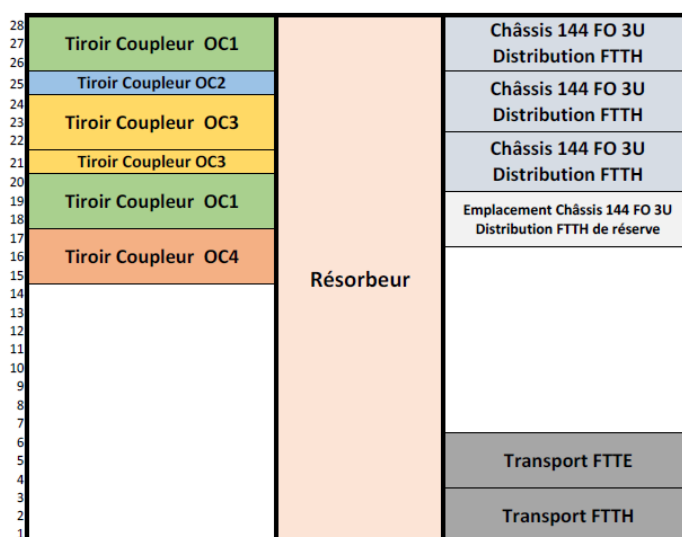 28
27
26
25
24
23
22
21
20
19
18
17
16
15
14
13
12
11
10
9
8
7
6
5
4
3
2
1
Tiroir Coupleur OC1
Tiroir Coupleur OC2
Tiroir Coupleur OC3
Tiroir Coupleur OC3
Tiroir Coupleur OC1
Tiroir Coupleur OC4
Résorbeur
Châssis 144 FO 3U
Distribution FTTH
Châssis 144 FO 3U
Distribution FTTH
Châssis 144 FO 3U
Distribution FTTH
Emplacement Châssis 144 FO 3U
Distribution FTTH de réserve
Transport FTTE
Transport FTTH